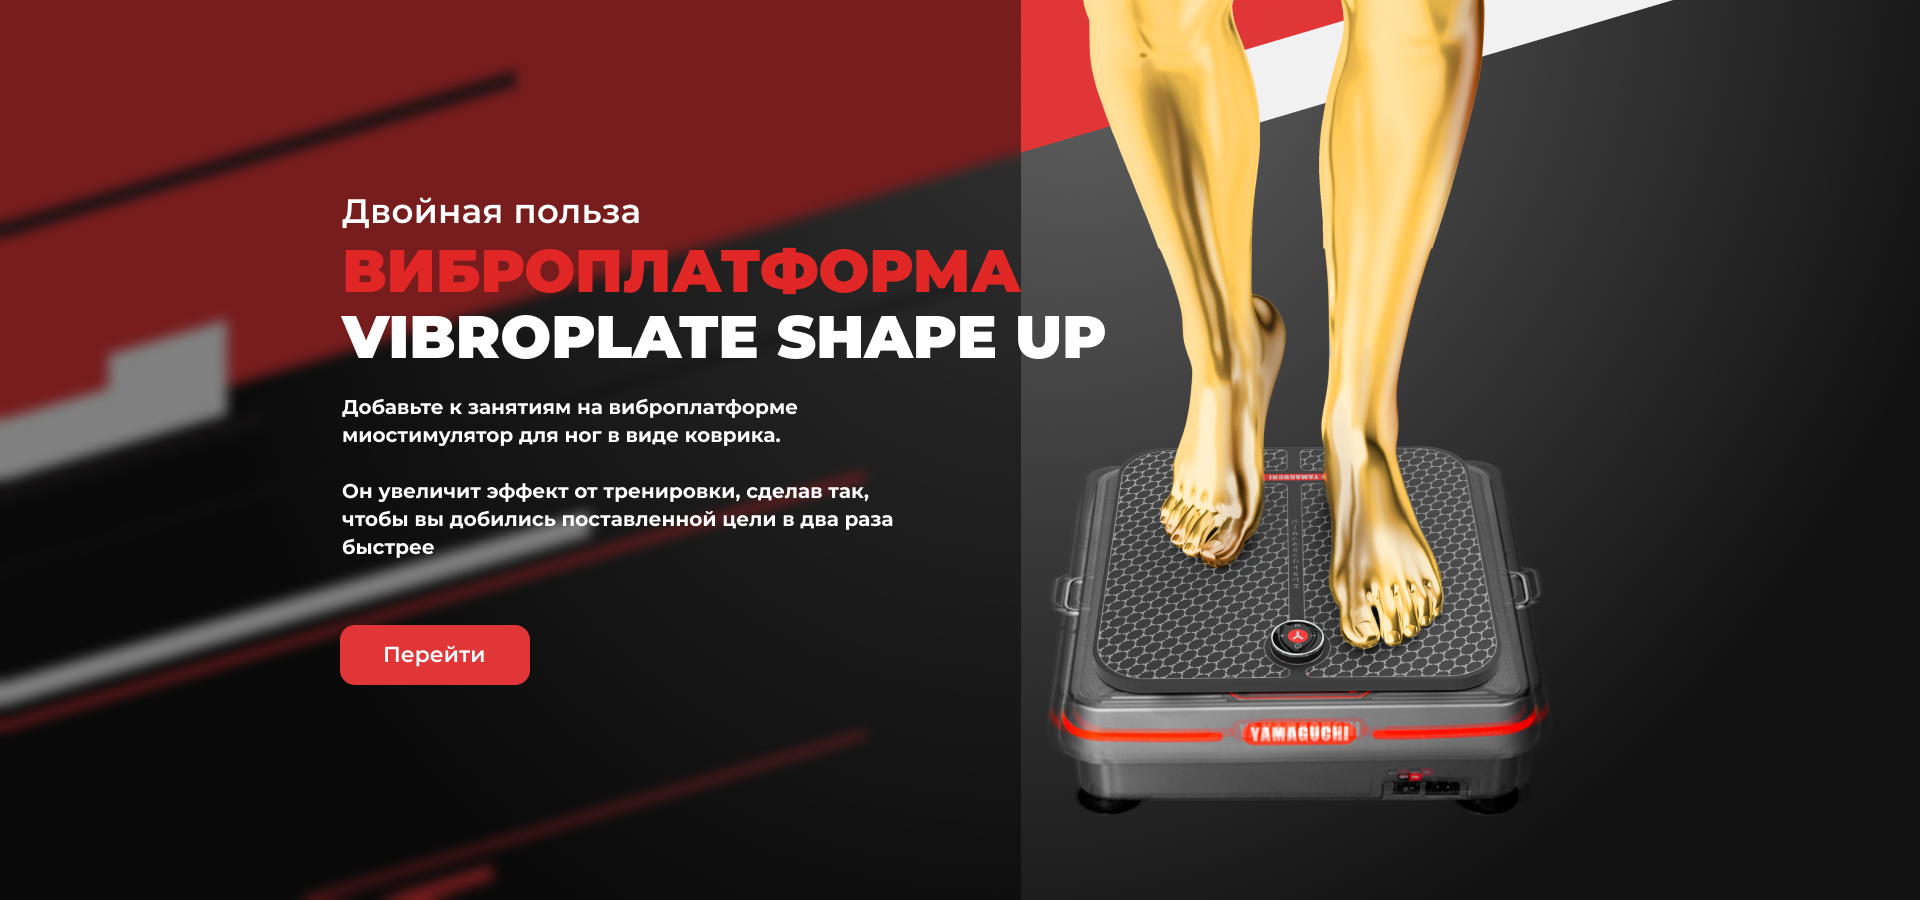 Двойная польза
ВИБРОПЛАТФОРМА
VIBROPLATE SHAPE UP
Добавьте к занятиям на виброплатформе
миостимулятор для ног в виде коврика.
Он увеличит эффект от тренировки, сделав так,
чтобы вы добились поставленной цели в два раза
быстрее
Перейти
YAMAGUCHI